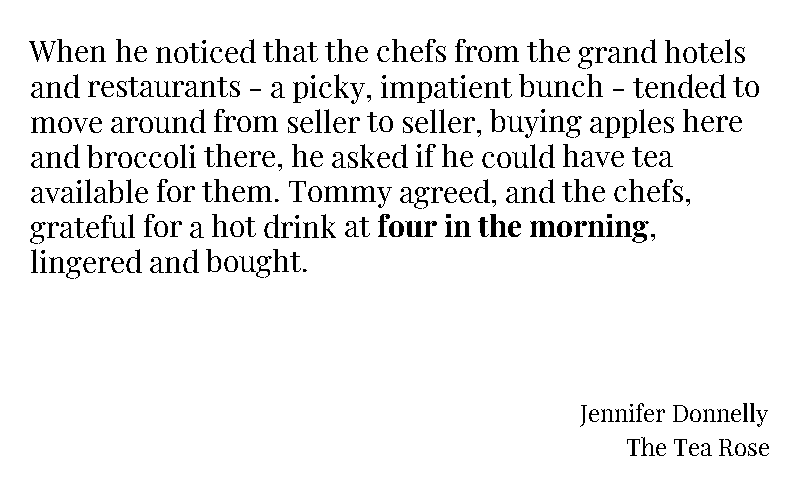 When he noticed that the chefs from the grand hotels
and restaurants – a picky, impatient bunch – tended to
move around from seller to seller, buying apples here
and broccoli there, he asked if he could have tea
available for them. Tommy agreed, and the chefs,
grateful for a hot drink at four in the morning,
lingered and bought.
Jennifer Donnelly
The Tea Rose